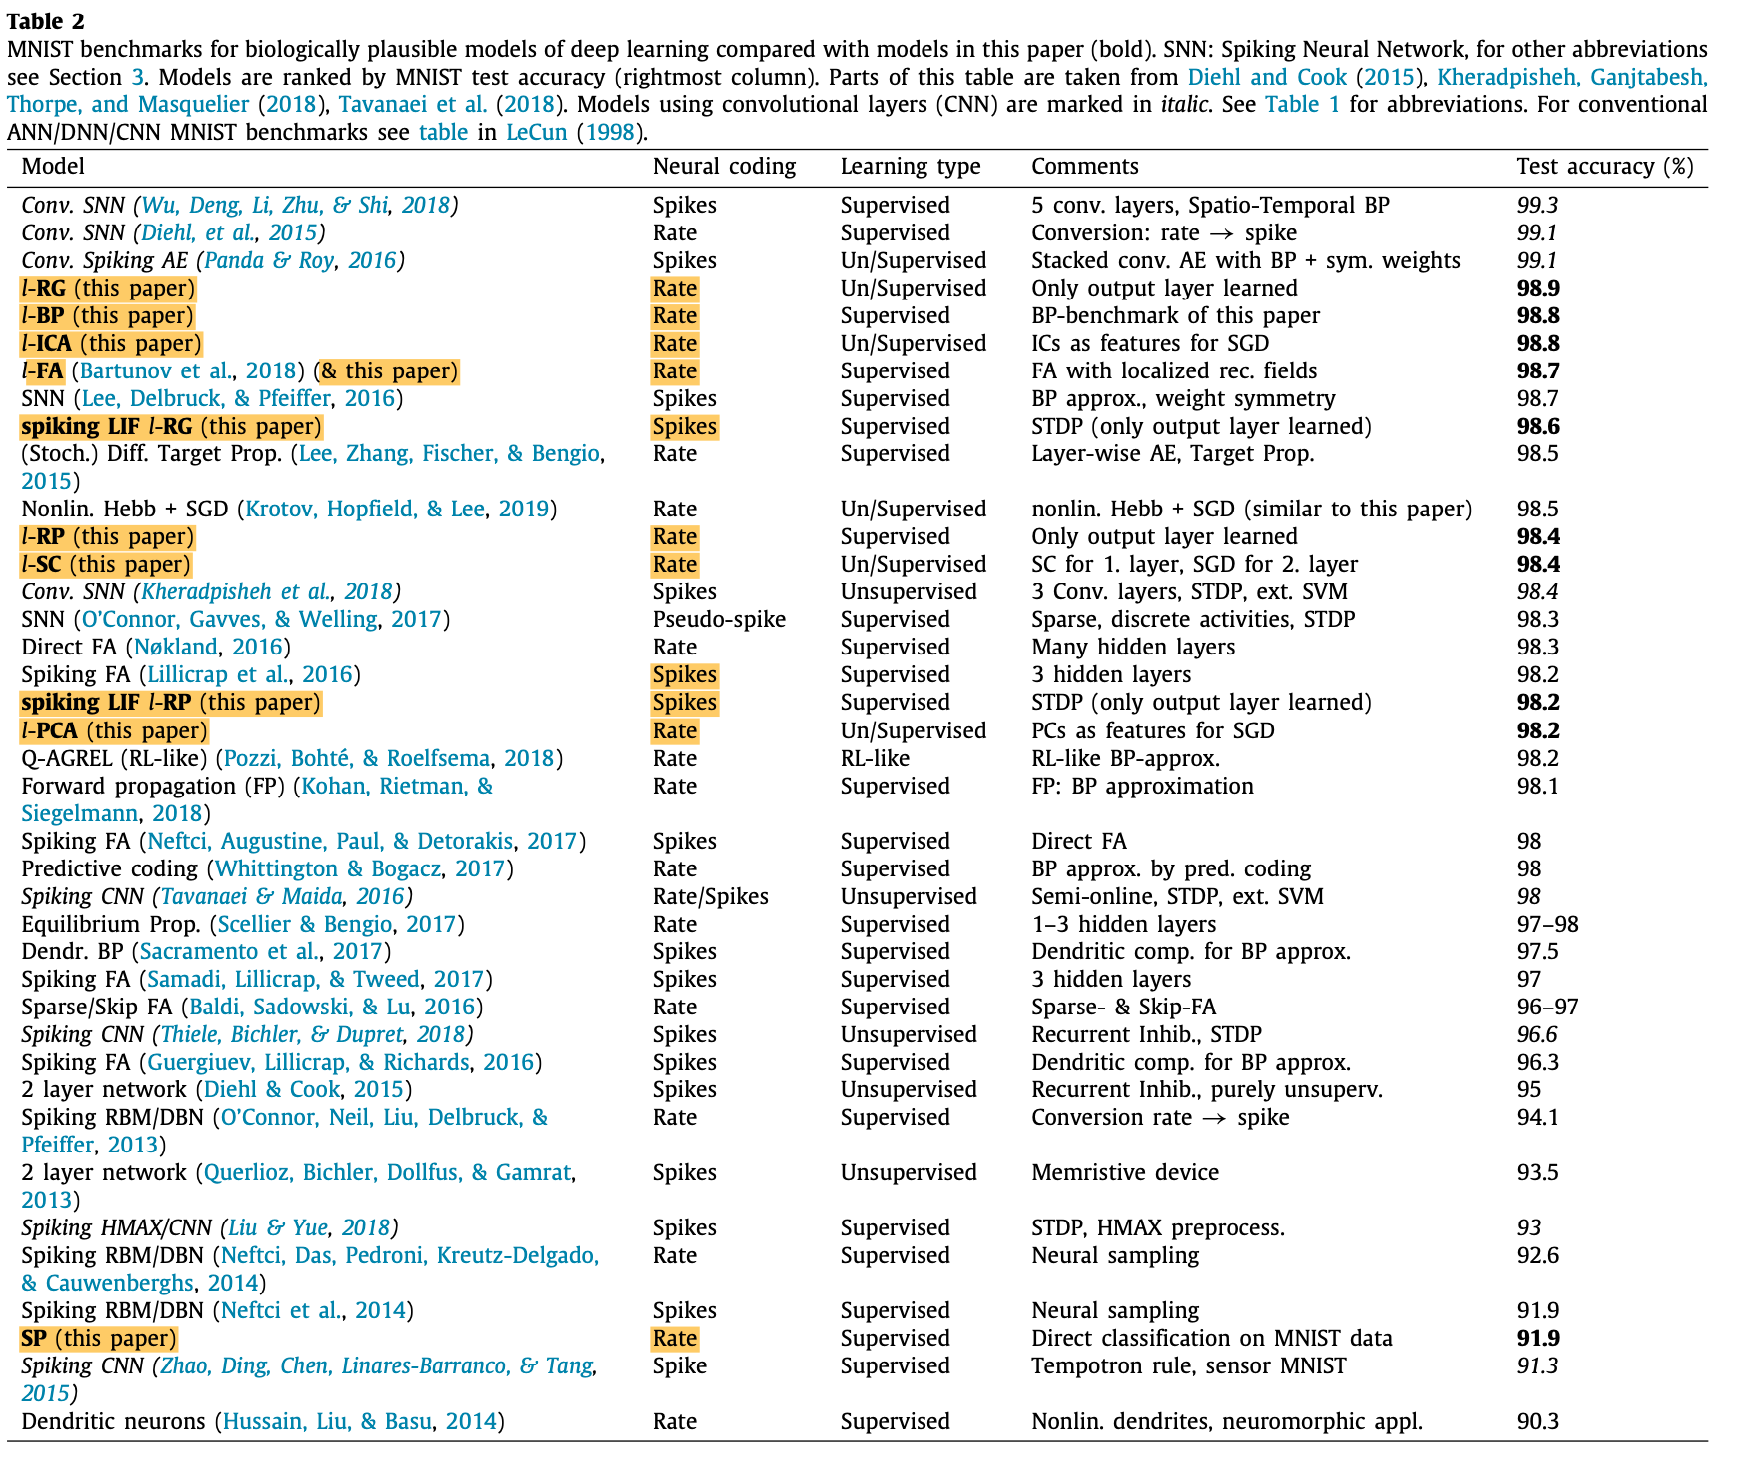 Table 2
MNIST benchmarks for biologically plausible models of deep learning compared with models in this paper (bold). SNN: Spiking Neural Network, for other abbreviations
see Section 3. Models are ranked by MNIST test accuracy (rightmost column). Parts of this table are taken from Diehl and Cook (2015), Kheradpisheh, Ganjtabesh,
Thorpe, and Masquelier (2018), Tavanaei et al. (2018). Models using convolutional layers (CNN) are marked in italic. See Table 1 for abbreviations. For conventional
ANN/DNN/CNN MNIST benchmarks see table in LeCun (1998).
Model Neural coding Learning type Comments Test accuracy (%)
Conv. SNN (Wu, Deng, Li, Zhu, & Shi, 2018) Spikes Supervised 5 conv. layers, Spatio-Temporal BP 99.3
Conv. SNN (Diehl, et al., 2015) Rate Supervised Conversion: rate → spike 99.1
Conv. Spiking AE (Panda & Roy, 2016) Spikes Un/Supervised Stacked conv. AE with BP + sym. weights 99.1
l-RG (this paper) Rate Un/Supervised Only output layer learned 98.9
l-BP (this paper) Rate Supervised BP-benchmark of this paper 98.8
l-ICA (this paper) Rate Un/Supervised ICs as features for SGD 98.8
l-FA (Bartunov et al., 2018) (& this paper) Rate Supervised FA with localized rec. fields 98.7
SNN (Lee, Delbruck, & Pfeiffer, 2016) Spikes Supervised BP approx., weight symmetry 98.7
spiking LIF l-RG (this paper) Spikes Supervised STDP (only output layer learned) 98.6
(Stoch.) Diff. Target Prop. (Lee, Zhang, Fischer, & Bengio, Rate Supervised Layer-wise AE, Target Prop. 98.5
2015)
Nonlin. Hebb + SGD (Krotov, Hopfield, & Lee, 2019) Rate Un/Supervised nonlin. Hebb + SGD (similar to this paper) 98.5
l-RP (this paper) Rate Supervised Only output layer learned 98.4
l-SC (this paper) Rate Un/Supervised SC for 1. layer, SGD for 2. layer 98.4
Conv. SNN (Kheradpisheh et al., 2018) Spikes Unsupervised 3 Conv. layers, STDP, ext. SVM 98.4
SNN (O'Connor, Gavves, & Welling, 2017) Pseudo-spike Supervised Sparse, discrete activities, STDP 98.3
Direct FA (Nøkland, 2016) Rate Supervised Many hidden layers 98.3
Spiking FA (Lillicrap et al., 2016) Spikes Supervised 3 hidden layers 98.2
spiking LIF l-RP (this paper) Spikes Supervised STDP (only output layer learned) 98.2
l-PCA (this paper) Rate Un/Supervised PCs as features for SGD 98.2
Q-AGREL (RL-like) (Pozzi, Bohté, & Roelfsema, 2018) Rate RL-like RL-like BP-approx. 98.2
Forward propagation (FP) (Kohan, Rietman, & Rate Supervised FP: BP approximation 98.1
Siegelmann, 2018)
Spiking FA (Neftci, Augustine, Paul, & Detorakis, 2017) Spikes Supervised Direct FA 98
Predictive coding (Whittington & Bogacz, 2017) Rate Supervised BP approx. by pred. coding 98
Spiking CNN (Tavanaei & Maida, 2016) Rate/Spikes Unsupervised Semi-online, STDP, ext. SVM 98
Equilibrium Prop. (Scellier & Bengio, 2017) Rate Supervised 1–3 hidden layers 97–98
Dendr. BP (Sacramento et al., 2017) Spikes Supervised Dendritic comp. for BP approx. 97.5
Spiking FA (Samadi, Lillicrap, & Tweed, 2017) Spikes Supervised 3 hidden layers 97
Sparse/Skip FA (Baldi, Sadowski, & Lu, 2016) Rate Supervised Sparse- & Skip-FA 96–97
Spiking CNN (Thiele, Bichler, & Dupret, 2018) Spikes Unsupervised Recurrent Inhib., STDP 96.6
Spiking FA (Guergiuev, Lillicrap, & Richards, 2016) Spikes Supervised Dendritic comp. for BP approx. 96.3
2 layer network (Diehl & Cook, 2015) Spikes Unsupervised Recurrent Inhib., purely unsuperv. 95
Spiking RBM/DBN (O'Connor, Neil, Liu, Delbruck, & Rate Supervised Conversion rate → spike 94.1
Pfeiffer, 2013)
2 layer network (Querlioz, Bichler, Dollfus, & Gamrat, Spikes Unsupervised Memristive device 93.5
2013)
Spiking HMAX/CNN (Liu & Yue, 2018) Spikes Supervised STDP, HMAX preprocess. 93
Spiking RBM/DBN (Neftci, Das, Pedroni, Kreutz-Delgado, Rate Supervised Neural sampling 92.6
& Cauwenberghs, 2014)
Spiking RBM/DBN (Neftci et al., 2014) Spikes Supervised Neural sampling 91.9
SP (this paper) Rate Supervised Direct classification on MNIST data 91.9
Spiking CNN (Zhao, Ding, Chen, Linares-Barranco, & Tang, Spike Supervised Tempotron rule, sensor MNIST 91.3
2015)
Dendritic neurons (Hussain, Liu, & Basu, 2014) Rate Supervised Nonlin. dendrites, neuromorphic appl. 90.3